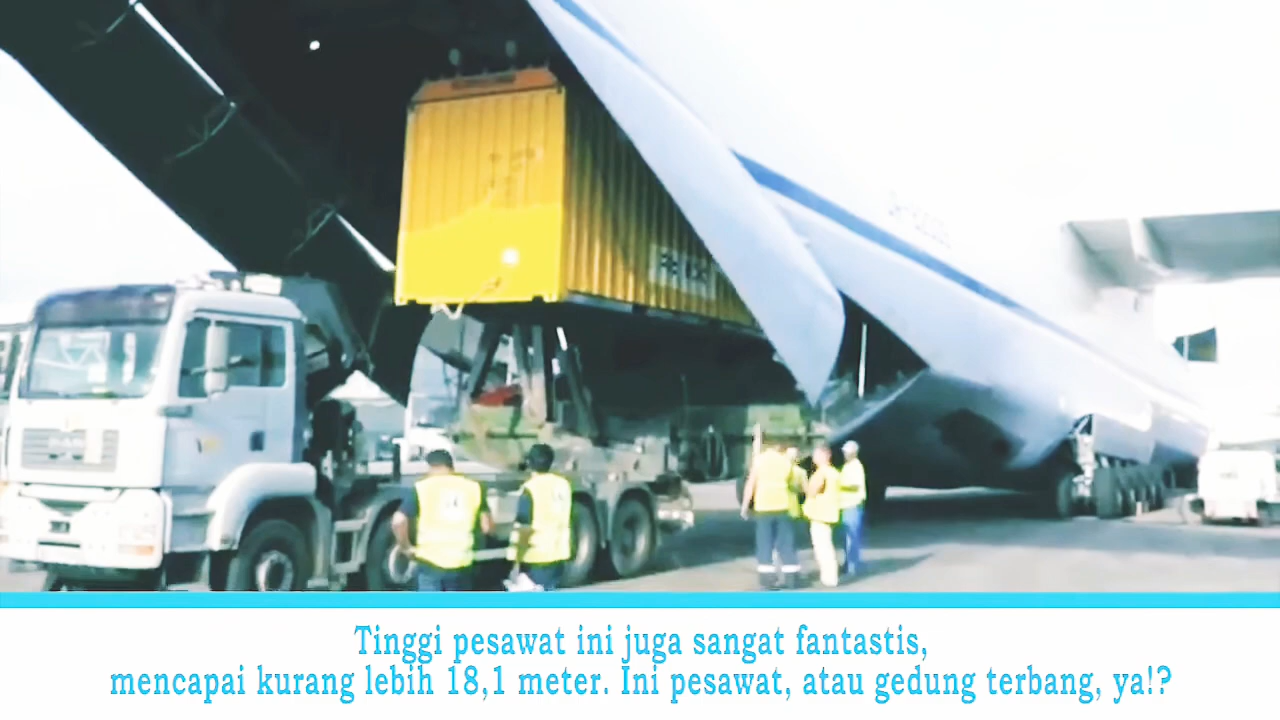 Tinggi pesawat ini juga sangat fantastis,
mencapai kurang lebih 18,1 meter. Ini pesawat, atau gedung terbang, ya!?